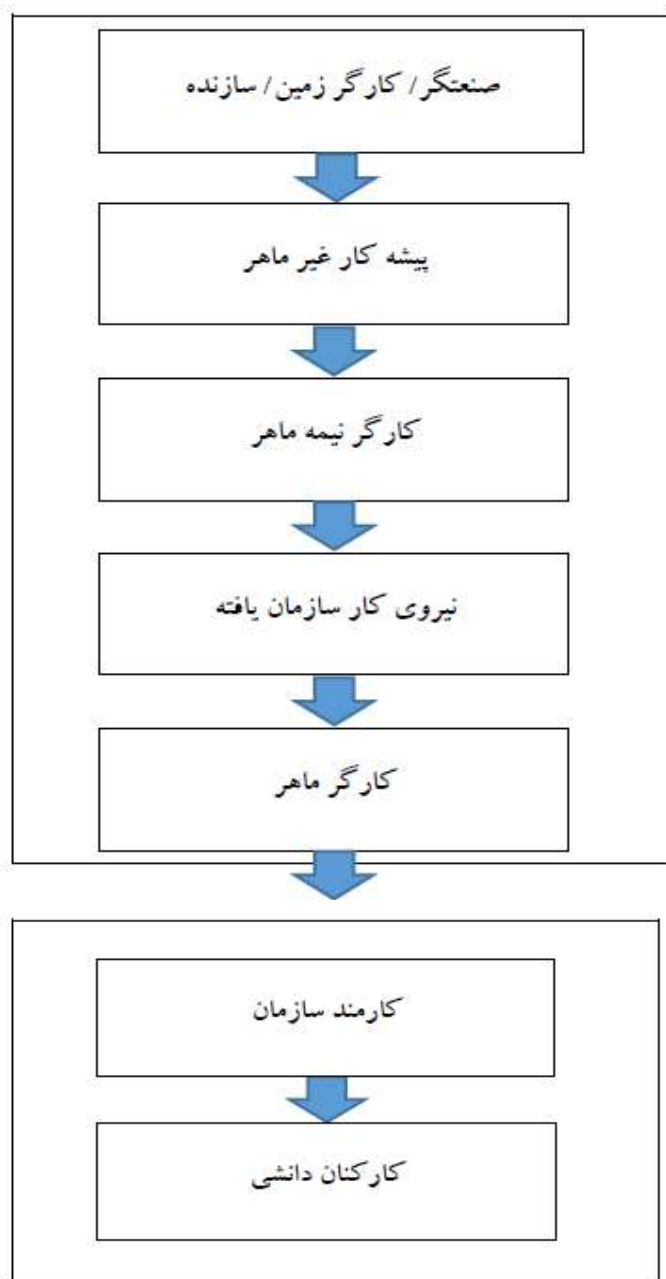 صنعتگر/ کارگر زمین/ سازنده
پیشه کار غیر ماهر
کارگر نیمه ماهر
نیروی کار سازمان یافته
کارگر ماهر
کارمند سازمان
کارکنان دانشی